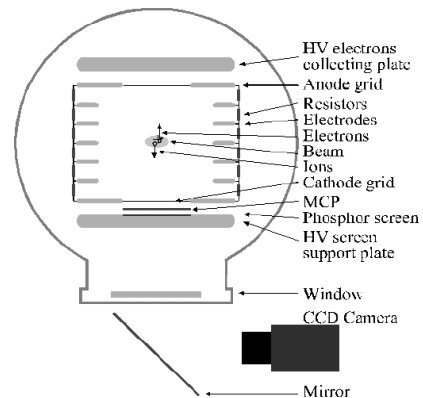 HV electrons
collecting plate
Anode grid
Resistors
Electrodes
Electrons
Beam
Ions
Cathode grid
MCP
Phosphor screen
HV screen
support plate
Window
CCD Camera
Mirror